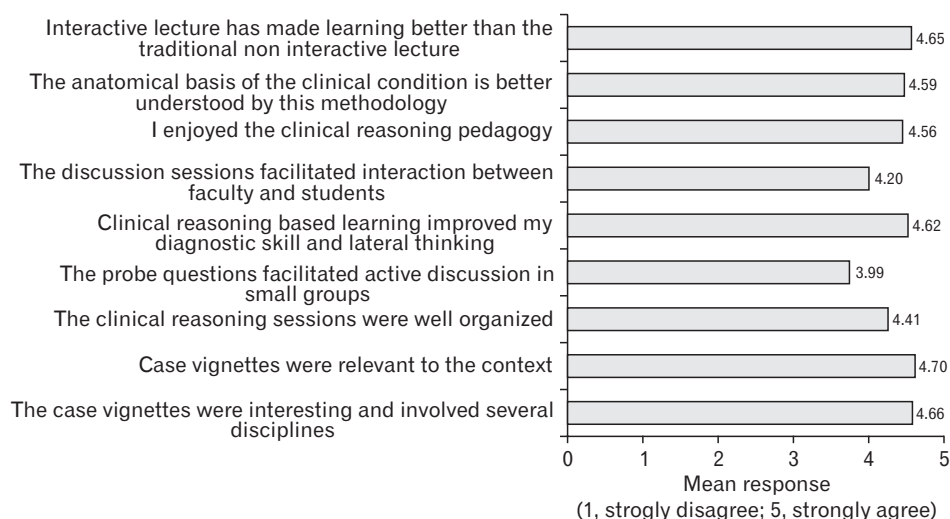 Interactive lecture has made learning better than the
traditional non interactive lecture
4.65
The anatomical basis of the clinical condition is better
understood by this methodology
4.59
I enjoyed the clinical reasoning pedagogy
4.56
The discussion sessions facilitated interaction between
faculty and students
4.20
Clinical reasoning based learning improved my
diagnostic skill and lateral thinking
4.62
The probe questions facilitated active discussion in
small groups
3.99
The clinical reasoning sessions were well organized
4.41
Case vignettes were relevant to the context
4.70
The case vignettes were interesting and involved several
disciplines
4.66
0 1 2 3 4 5
Mean response
(1, strogly disagree; 5, strongly agree)